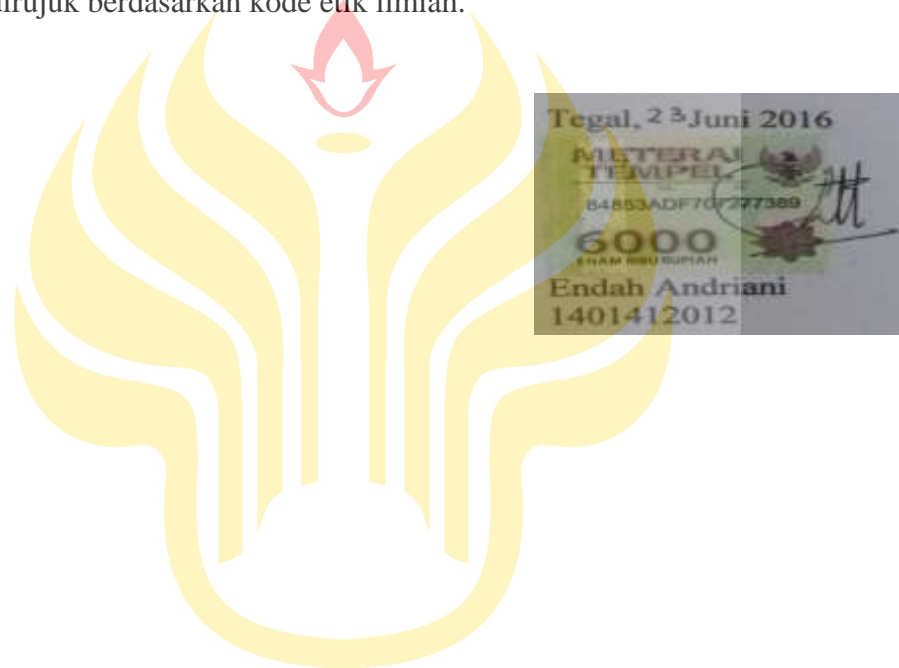 dirujuk berdasarkan kode etik ilmiah.
Tegal, 23 Juni 2016
METERAI
TEMPEL
6000
ENAM RIBU RUPIAH
Endah Andriani
1401412012